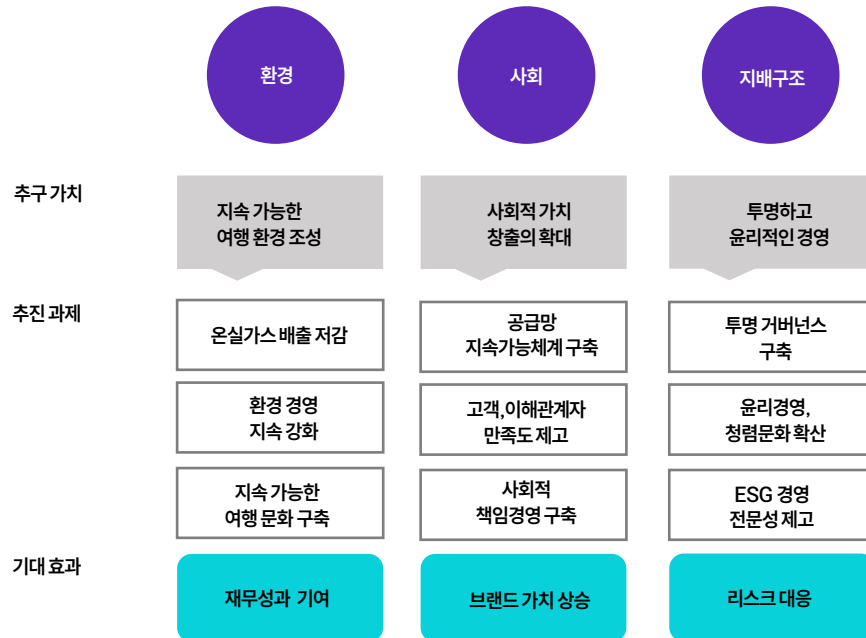 환경
사회
지배구조
추구 가치
지속 가능한
여행 환경 조성
사회적 가치
창출의 확대
투명하고
윤리적인 경영
추진 과제
온실가스 배출 저감
공급망
지속가능체계 구축
투명 거버넌스
구축
환경 경영
지속 강화
고객,이해관계자
만족도 제고
윤리경영,
청렴문화 확산
지속 가능한
여행 문화 구축
사회적
책임경영 구축
ESG 경영
전문성 제고
기대 효과
재무성과 기여
브랜드 가치 상승
리스크 대응